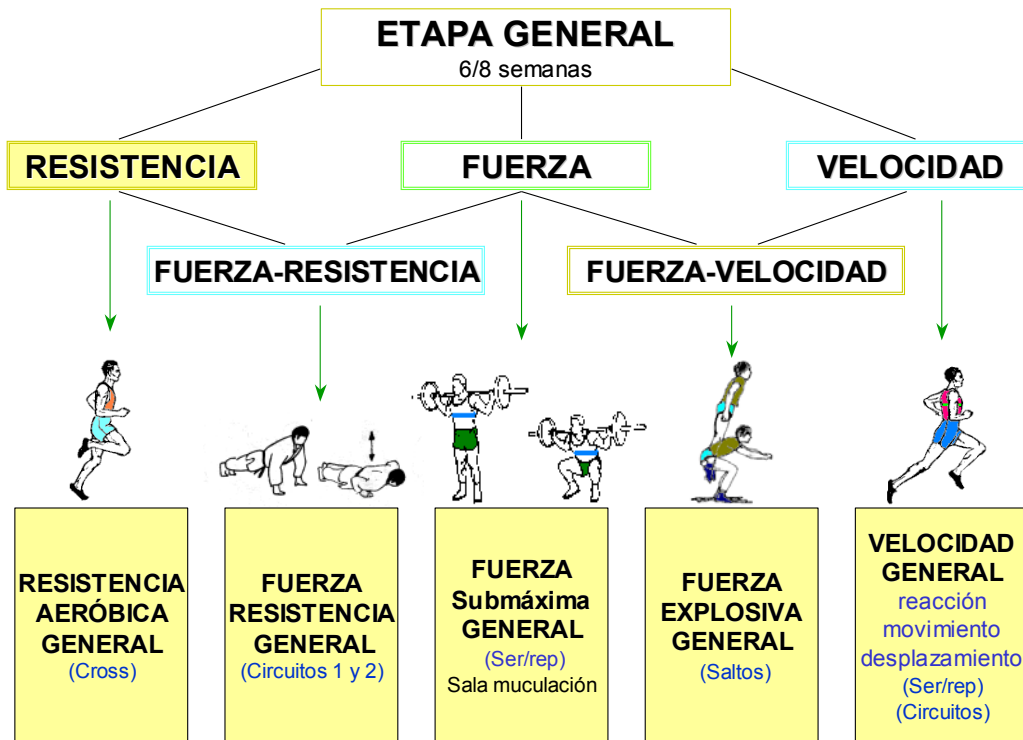 ETAPA GENERAL
6/8 semanas
RESISTENCIA
FUERZA
VELOCIDAD
FUERZA-RESISTENCIA
FUERZA-VELOCIDAD
RESISTENCIA
AERÓBICA
GENERAL
(Cross)
FUERZA
RESISTENCIA
GENERAL
(Circuitos 1 y 2)
FUERZA
Submáxima
GENERAL
(Ser/rep)
Sala muculación
FUERZA
EXPLOSIVA
GENERAL
(Saltos)
VELOCIDAD
GENERAL
reacción
movimiento
desplazamiento
(Ser/rep)
(Circuitos)